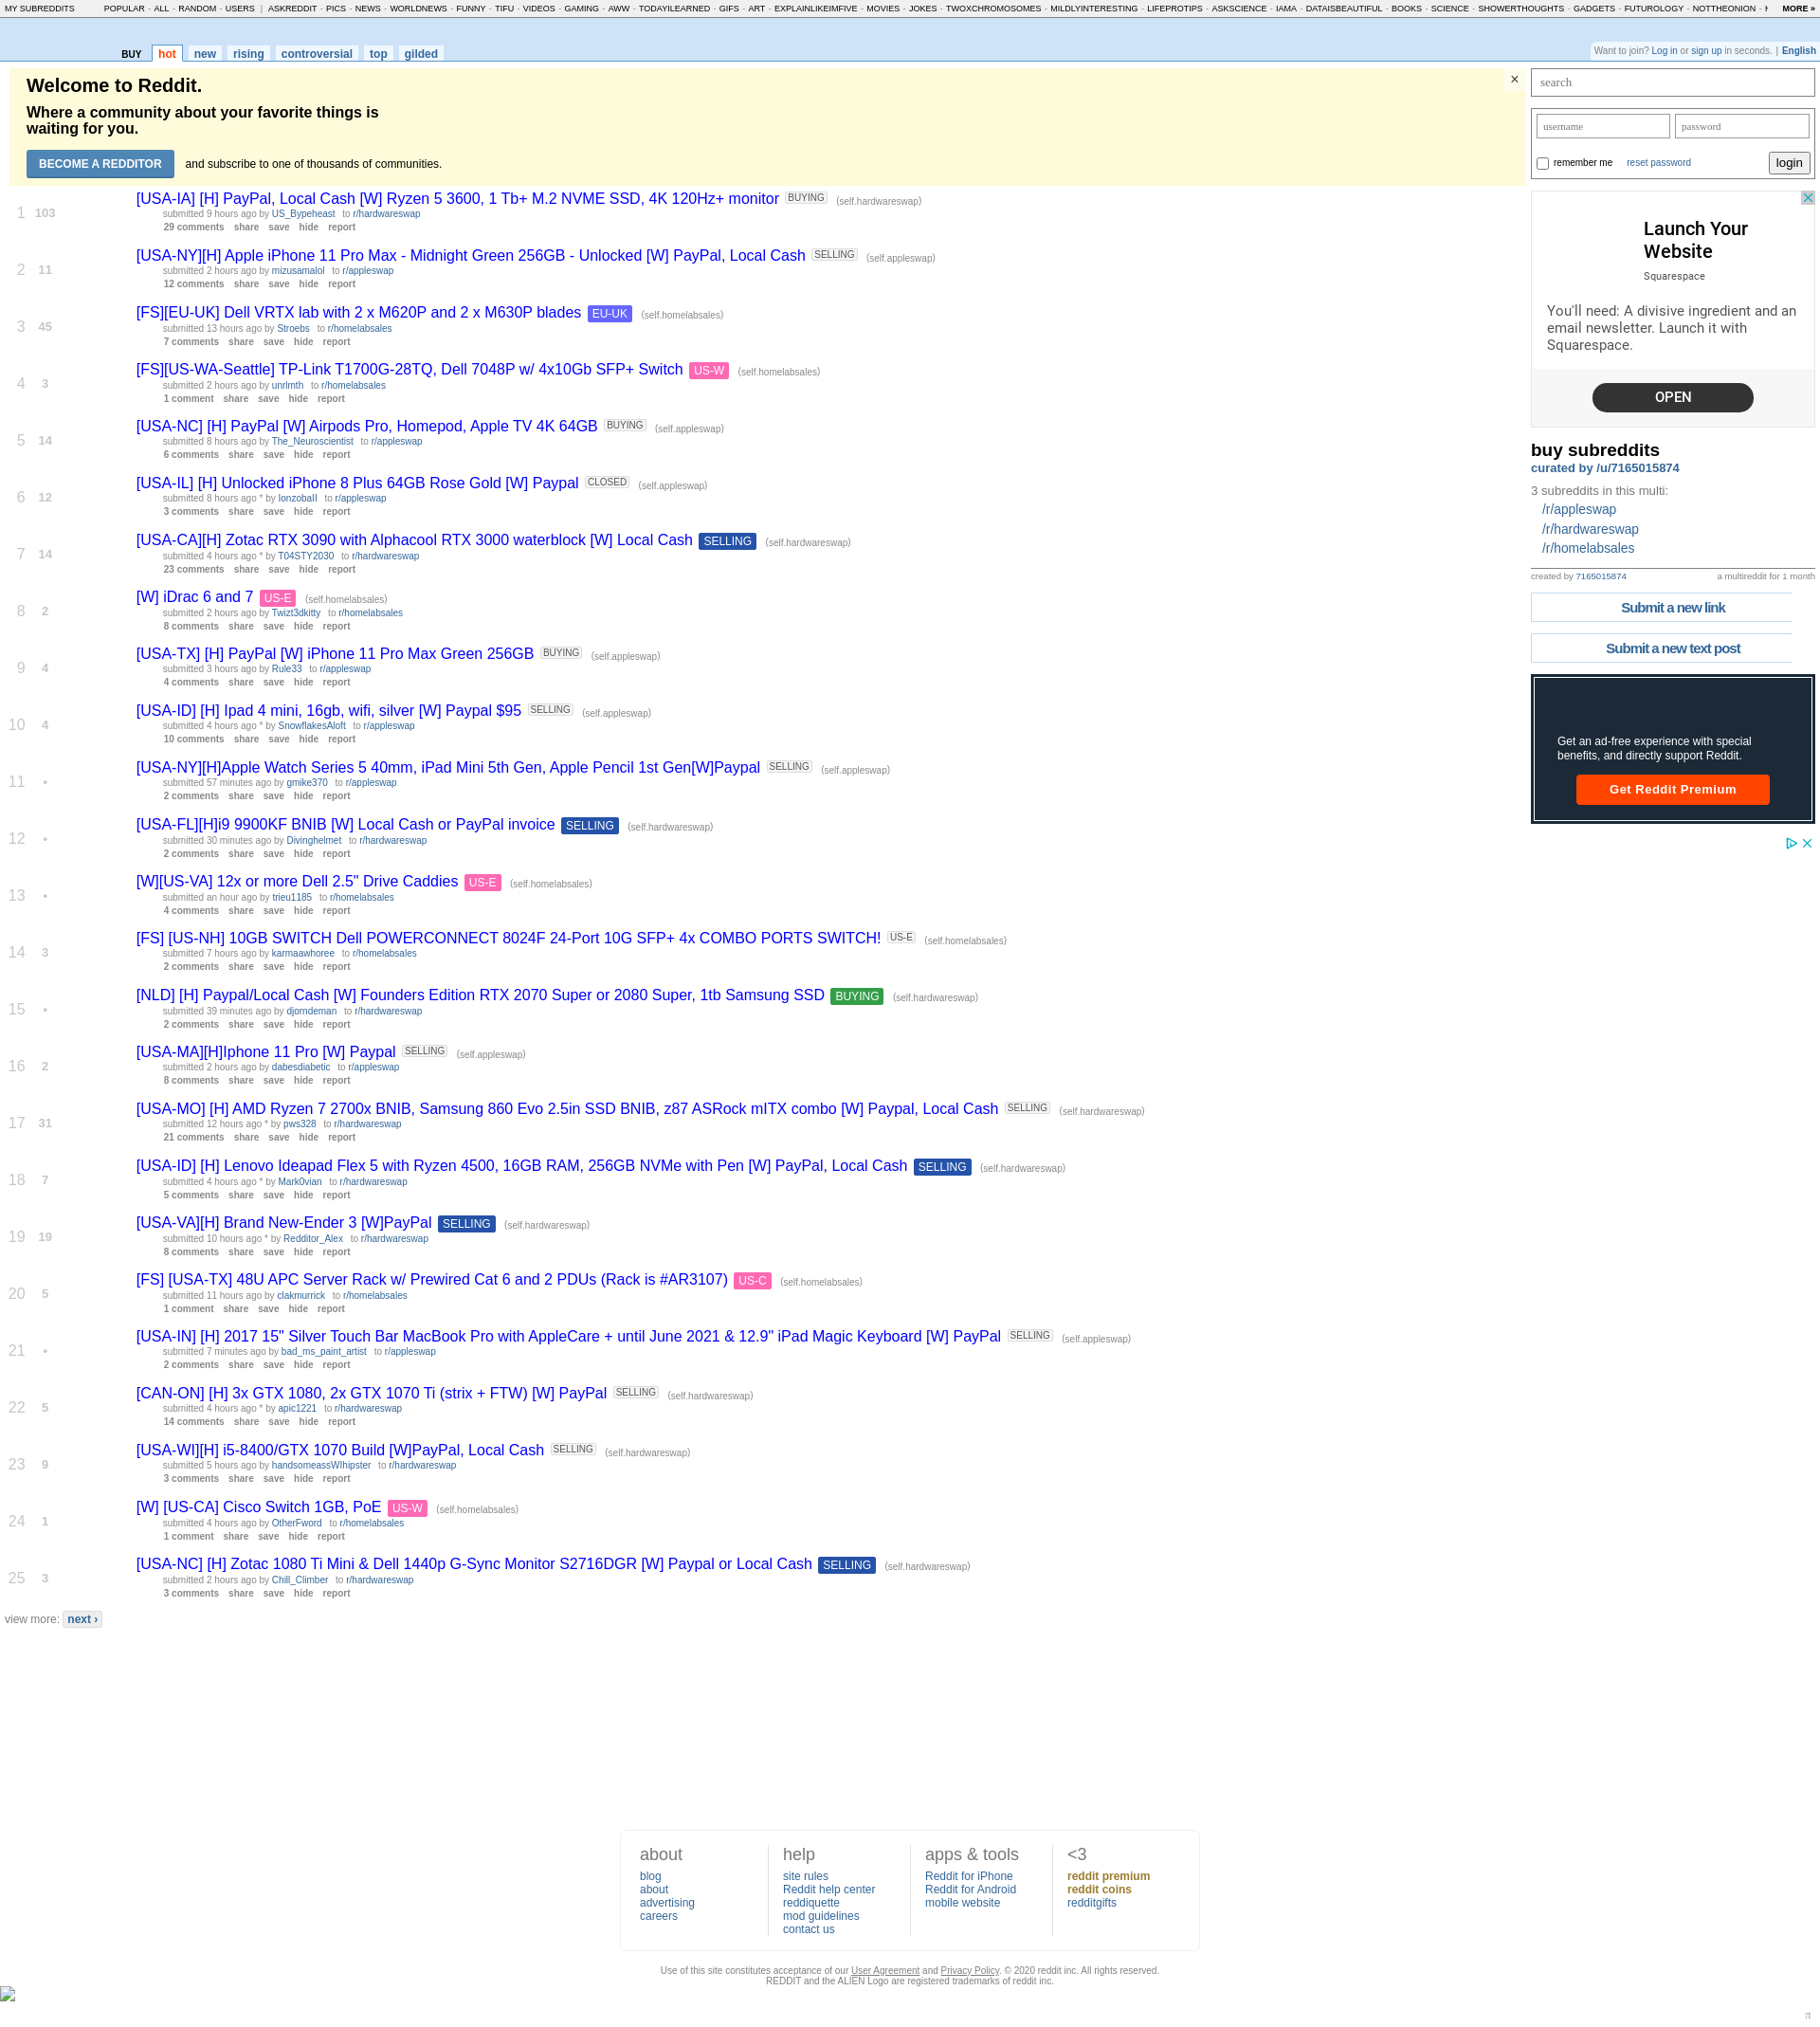 MY SUBREDDITS POPULAR - ALL - RANDOM - USERS | ASKREDDIT - PICS - NEWS - WORLDNEWS - FUNNY - TIFU - VIDEOS - GAMING - AWW - TODAYILEARNED - GIFS - ART - EXPLAINLIKEIMFIVE - MOVIES - JOKES - TWOXCHROMOSOMES - MILDLYINTERESTING - LIFEPROTIPS - ASKSCIENCE - IAMA - DATAISBEAUTIFUL - BOOKS - SCIENCE - SHOWERTHOUGHTS - GADGETS - FUTUROLOGY - NOTTHEONION - MORE »
BUY hot new rising controversial top gilded
Want to join? Log in or sign up in seconds. | English
Welcome to Reddit.
Where a community about your favorite things is
waiting for you.
BECOME A REDDITOR and subscribe to one of thousands of communities.
×
1 103 [USA-IA] [H] PayPal, Local Cash [W] Ryzen 5 3600, 1 Tb+ M.2 NVME SSD, 4K 120Hz+ monitor BUYING (self.hardwareswap)
submitted 9 hours ago by US_Bypeheast to r/hardwareswap
29 comments share save hide report
2 11 [USA-NY][H] Apple iPhone 11 Pro Max - Midnight Green 256GB - Unlocked [W] PayPal, Local Cash SELLING (self.appleswap)
submitted 2 hours ago by mizusamalol to r/appleswap
12 comments share save hide report
3 45 [FS][EU-UK] Dell VRTX lab with 2 x M620P and 2 x M630P blades EU-UK (self.homelabsales)
submitted 13 hours ago by Stroebs to r/homelabsales
7 comments share save hide report
4 3 [FS][US-WA-Seattle] TP-Link T1700G-28TQ, Dell 7048P w/ 4x10Gb SFP+ Switch US-W (self.homelabsales)
submitted 2 hours ago by unrlmth to r/homelabsales
1 comment share save hide report
5 14 [USA-NC] [H] PayPal [W] Airpods Pro, Homepod, Apple TV 4K 64GB BUYING (self.appleswap)
submitted 8 hours ago by The_Neuroscientist to r/appleswap
6 comments share save hide report
6 12 [USA-IL] [H] Unlocked iPhone 8 Plus 64GB Rose Gold [W] Paypal CLOSED (self.appleswap)
submitted 8 hours ago * by to r/appleswap
3 comments share save hide report
7 14 [USA-CA][H] Zotac RTX 3090 with Alphacool RTX 3000 waterblock [W] Local Cash SELLING (self.hardwareswap)
submitted 4 hours ago * by T04STY2030 to r/hardwareswap
23 comments share save hide report
8 2 [W] iDrac 6 and 7 US-E (self.homelabsales)
submitted 2 hours ago by Twizt3dkitty to r/homelabsales
8 comments share save hide report
9 4 [USA-TX] [H] PayPal [W] iPhone 11 Pro Max Green 256GB BUYING (self.appleswap)
submitted 3 hours ago by Rule33 to r/appleswap
4 comments share save hide report
10 4 [USA-ID] [H] Ipad 4 mini, 16gb, wifi, silver [W] Paypal $95 SELLING (self.appleswap)
submitted 4 hours ago * by SnowflakesAloft to r/appleswap
10 comments share save hide report
11 • [USA-NY][H]Apple Watch Series 5 40mm, iPad Mini 5th Gen, Apple Pencil 1st Gen[W]Paypal SELLING (self.appleswap)
submitted 57 minutes ago by gmike370 to r/appleswap
2 comments share save hide report
12 • [USA-FL][H]i9 9900KF BNIB [W] Local Cash or PayPal invoice SELLING (self.hardwareswap)
submitted 30 minutes ago by Divinghelmet to r/hardwareswap
2 comments share save hide report
13 • [W][US-VA] 12x or more Dell 2.5" Drive Caddies US-E (self.homelabsales)
submitted an hour ago by trieu1185 to r/homelabsales
4 comments share save hide report
14 3 [FS] [US-NH] 10GB SWITCH Dell POWERCONNECT 8024F 24-Port 10G SFP+ 4x COMBO PORTS SWITCH! US-E (self.homelabsales)
submitted 7 hours ago by karmaawhoree to r/homelabsales
2 comments share save hide report
15 • [NLD] [H] Paypal/Local Cash [W] Founders Edition RTX 2070 Super or 2080 Super, 1tb Samsung SSD BUYING (self.hardwareswap)
submitted 39 minutes ago by djorndeman to r/hardwareswap
2 comments share save hide report
16 2 [USA-MA][H]Iphone 11 Pro [W] Paypal SELLING (self.appleswap)
submitted 2 hours ago by dabesdiabetic to r/appleswap
8 comments share save hide report
17 31 [USA-MO] [H] AMD Ryzen 7 2700x BNIB, Samsung 860 Evo 2.5in SSD BNIB, z87 ASRock mITX combo [W] Paypal, Local Cash SELLING (self.hardwareswap)
submitted 12 hours ago * by pws328 to r/hardwareswap
21 comments share save hide report
18 7 [USA-ID] [H] Lenovo Ideapad Flex 5 with Ryzen 4500, 16GB RAM, 256GB NVMe with Pen [W] PayPal, Local Cash SELLING (self.hardwareswap)
submitted 4 hours ago * by Mark0vian to r/hardwareswap
5 comments share save hide report
19 19 [USA-VA][H] Brand New-Ender 3 [W]PayPal SELLING (self.hardwareswap)
submitted 10 hours ago * by Redditor_Alex to r/hardwareswap
8 comments share save hide report
20 5 [FS] [USA-TX] 48U APC Server Rack w/ Prewired Cat 6 and 2 PDUs (Rack is #AR3107) US-C (self.homelabsales)
submitted 11 hours ago by clakmurrick to r/homelabsales
1 comment share save hide report
21 • [USA-IN] [H] 2017 15" Silver Touch Bar MacBook Pro with AppleCare + until June 2021 & 12.9" iPad Magic Keyboard [W] PayPal SELLING (self.appleswap)
submitted 7 minutes ago by bad_ms_paint_artist to r/appleswap
2 comments share save hide report
22 5 [CAN-ON] [H] 3x GTX 1080, 2x GTX 1070 Ti (strix + FTW) [W] PayPal SELLING (self.hardwareswap)
submitted 4 hours ago * by apic1221 to r/hardwareswap
14 comments share save hide report
23 9 [USA-WI][H] i5-8400/GTX 1070 Build [W]PayPal, Local Cash SELLING (self.hardwareswap)
submitted 5 hours ago by handsomeassWIhipster to r/hardwareswap
3 comments share save hide report
24 1 [W] [US-CA] Cisco Switch 1GB, PoE US-W (self.homelabsales)
submitted 4 hours ago by OtherFword to r/homelabsales
1 comment share save hide report
25 3 [USA-NC] [H] Zotac 1080 Ti Mini & Dell 1440p G-Sync Monitor S2716DGR [W] Paypal or Local Cash SELLING (self.hardwareswap)
submitted 2 hours ago by Chill_Climber to r/hardwareswap
3 comments share save hide report
view more: next ›
search
username password
remember me reset password login
Launch Your
Website
Squarespace
You'll need: A divisive ingredient and an
email newsletter. Launch it with
Squarespace.
OPEN
buy subreddits
curated by /u/7165015874
3 subreddits in this multi:
/r/appleswap
/r/hardwareswap
/r/homelabsales
created by 7165015874 a multireddit for 1 month
Submit a new link
Submit a new text post
Get an ad-free experience with special
benefits, and directly support Reddit.
Get Reddit Premium
about
blog
about
advertising
careers
help
site rules
Reddit help center
reddiquette
mod guidelines
contact us
apps & tools
Reddit for iPhone
Reddit for Android
mobile website
<3
reddit premium
reddit coins
redditgifts
Use of this site constitutes acceptance of our User Agreement and Privacy Policy. © 2020 reddit inc. All rights reserved.
REDDIT and the ALIEN Logo are registered trademarks of reddit inc.
π